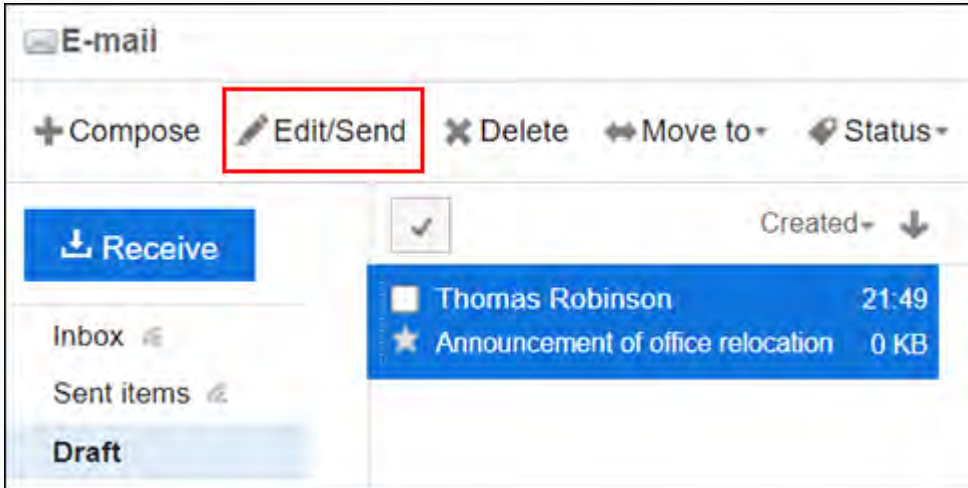 E-mail
Compose Edit/Send Delete Move to Status
Receive
Created
Thomas Robinson 21:49
Announcement of office relocation 0 KB
Inbox
Sent items
Draft